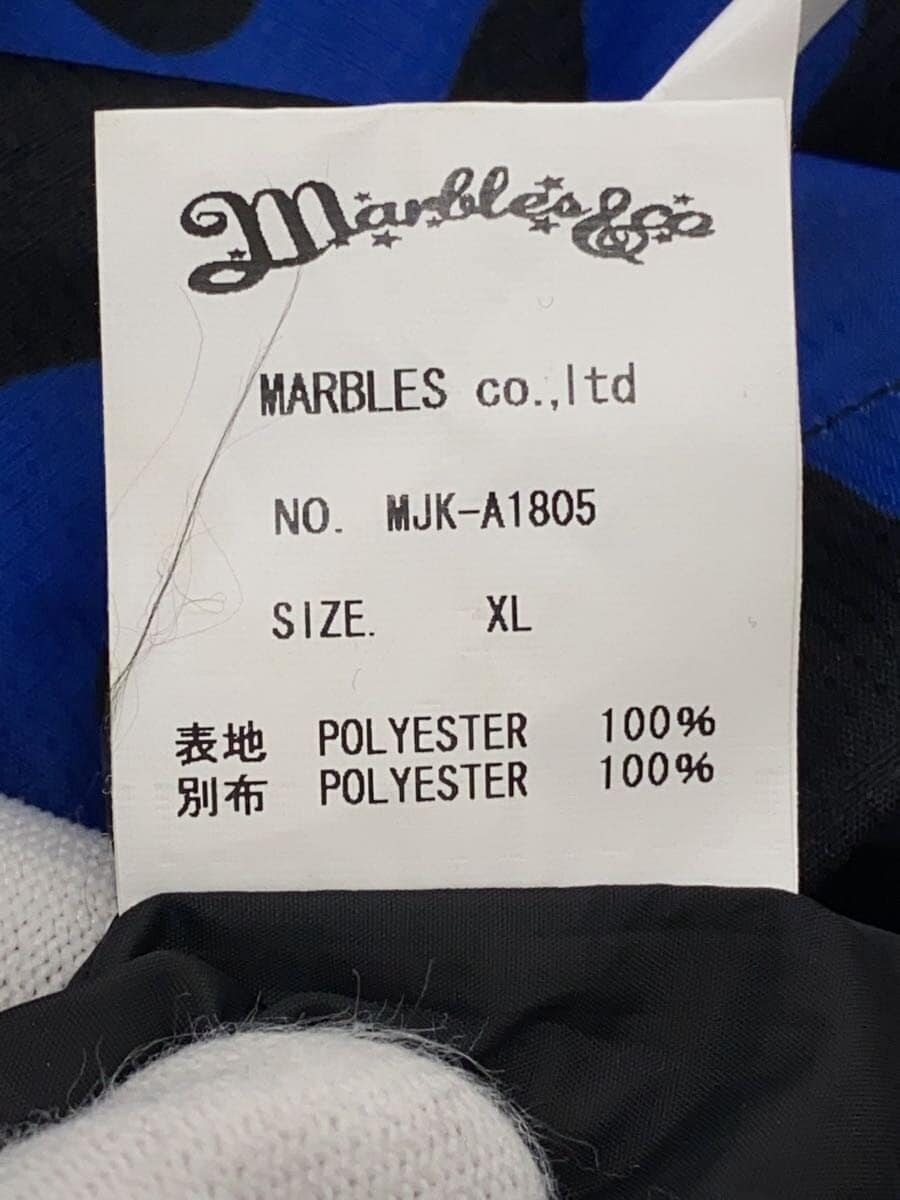 Marbles&co
MARBLES co.,ltd
NO. MJK-A1805
SIZE. XL
表地 POLYESTER 100%
別布 POLYESTER 100%